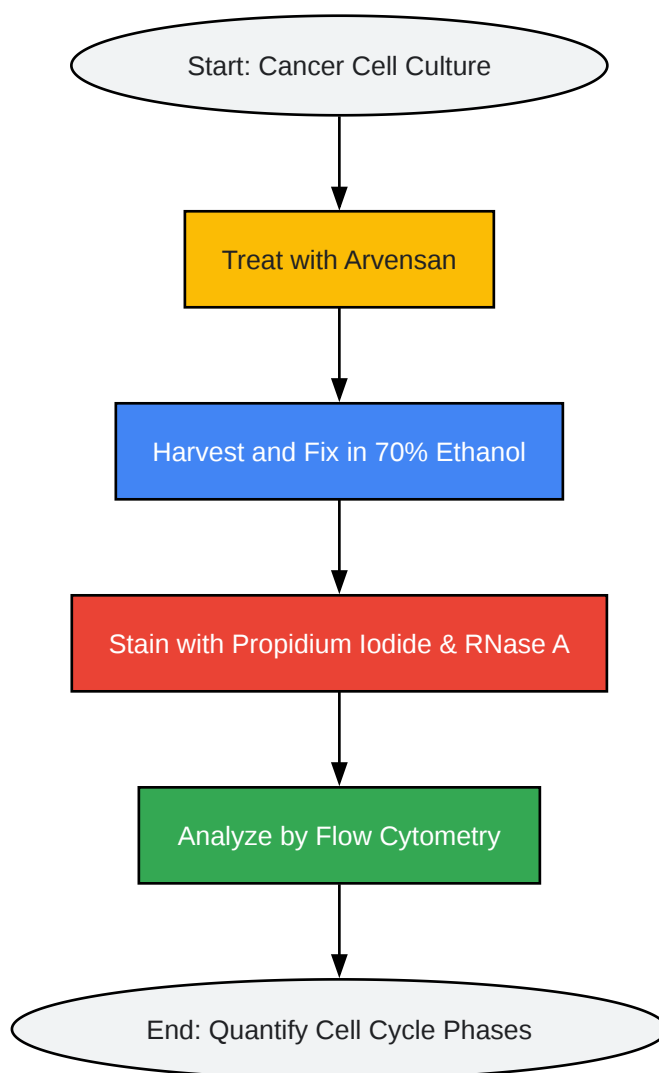 Start: Cancer Cell Culture
Treat with Arvensan
Harvest and Fix in 70% Ethanol
Stain with Propidium Iodide & RNase A
Analyze by Flow Cytometry
End: Quantify Cell Cycle Phases